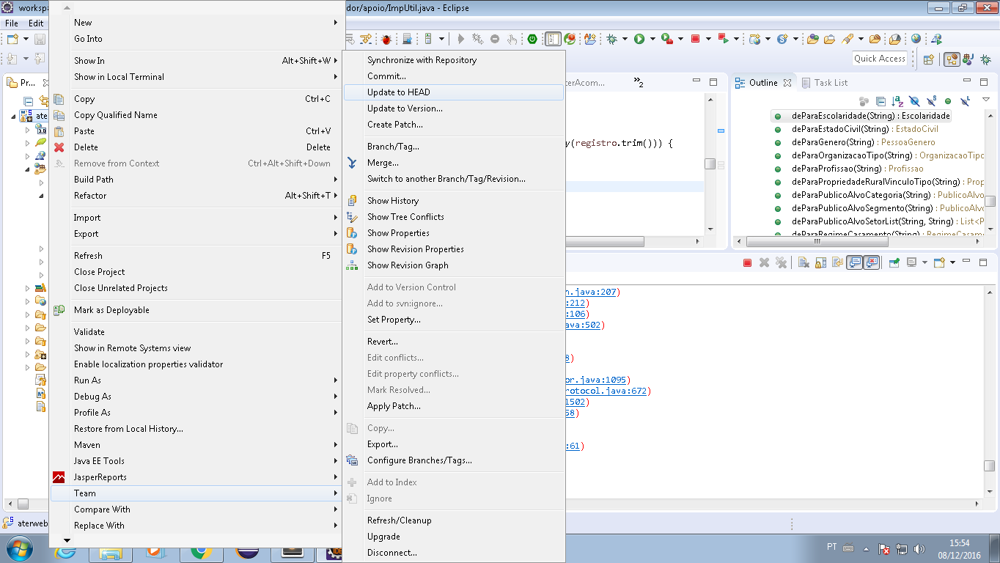 workspa
dor/apoio/ImpUtil.java - Eclipse
File Edit
Quick Access
Pr...
terAcom...
2
Outline
Task List
ater
3.0
New
Go Into
Show In Alt+Shift+W
Show in Local Terminal
Copy Ctrl+C
Copy Qualified Name
Paste Ctrl+V
Delete Delete
Remove from Context Ctrl+Alt+Shift+Down
Build Path
Refactor Alt+Shift+T
Import
Export
Refresh F5
Close Project
Close Unrelated Projects
Mark as Deployable
Validate
Show in Remote Systems view
Enable localization properties validator
Run As
Debug As
Profile As
Restore from Local History...
Maven
Java EE Tools
JasperReports
Team
Compare With
Replace With
Synchronize with Repository
Commit...
Update to HEAD
Update to Version...
Create Patch...
Branch/Tag...
Merge...
Switch to another Branch/Tag/Revision...
Show History
Show Tree Conflicts
Show Properties
Show Revision Properties
Show Revision Graph
Add to Version Control
Add to svn:ignore...
Set Property...
Revert...
Edit conflicts...
Edit property conflicts...
Mark Resolved...
Apply Patch...
Copy...
Export...
Configure Branches/Tags...
Add to Index
Ignore
Refresh/Cleanup
Upgrade
Disconnect...
y(registro.trim())) {
deParaEscolaridade(String) : Escolaridade
deParaEstadoCivil(String) : EstadoCivil
deParaGenero(String) : PessoaGenero
deParaOrganizacaoTipo(String) : OrganizacaoTipo
deParaProfissao(String) : Profissao
deParaPropriedadeRuralVinculoTipo(String) : Prop
deParaPublicoAlvoCategoria(String) : PublicoAlvo
deParaPublicoAlvoSegmento(String) : PublicoAlvo
deParaPublicoAlvoSetorList(String, String) : List<P
deParaRegimeCasamento(String) : RegimeCasam
n.java:207)
:212)
:106)
ava:502)
8)
or.java:1095)
rotocol.java:672)
1502)
58)
:61)
aterweb
PT
15:54
08/12/2016